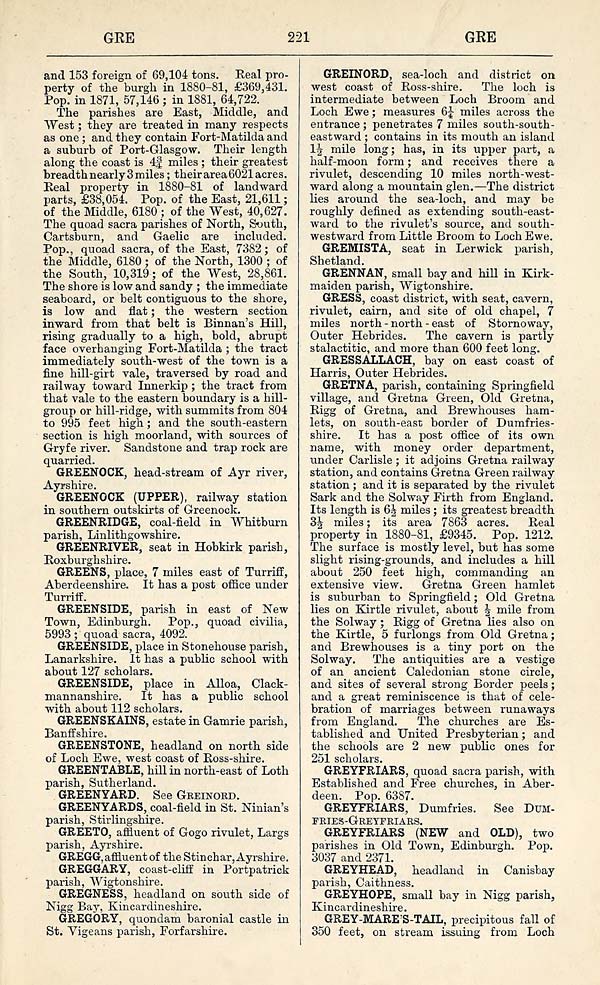 GRE 221 GRE
and 153 foreign of 69,104 tons. Real pro-
perty of the burgh in 1880-81, £369,431.
Pop. in 1871, 57,146; in 1881, 64,722.
The parishes are East, Middle, and
West; they are treated in many respects
as one; and they contain Fort-Matilda and
a suburb of Port-Glasgow. Their length
along the coast is 4¾ miles; their greatest
breadth nearly 3 miles; their area 6021 acres.
Real property in 1880-81 of landward
parts, £38,054. Pop. of the East, 21,611;
of the Middle, 6180; of the West, 40,627.
The quoad sacra parishes of North, South,
Cartsburn, and Gaelic are included.
Pop., quoad sacra, of the East, 7382; of
the Middle, 6180; of the North, 1300; of
the South, 10,319; of the West, 28,861.
The shore is low and sandy; the immediate
seaboard, or belt contiguous to the shore,
is low and flat; the western section
inward from that belt is Binnan's Hill,
rising gradually to a high, bold, abrupt
face overhanging Fort-Matilda; the tract
immediately south-west of the town is a
fine hill-girt vale, traversed by road and
railway toward Innerkip; the tract from
that vale to the eastern boundary is a hill-
group or hill-ridge, with summits from 804
to 995 feet high; and the south-eastern
section is high moorland, with sources of
Gryfe river. Sandstone and trap rock are
quarried.
GREENOCK, head-stream of Ayr river,
Ayrshire.
GREENOCK (UPPER), railway station
in southern outskirts of Greenock.
GREENRIDGE, coal-field in Whitburn
parish, Linlithgowshire.
GREENRIVER, seat in Hobkirk parish,
Roxburghshire.
GREENS, place, 7 miles east of Turriff,
Aberdeenshire. It has a post office under
Turriff.
GREENSIDE, parish in east of New
Town, Edinburgh. Pop., quoad civilia,
5993; quoad sacra, 4092.
GREENSIDE, place in Stonehouse parish,
Lanarkshire. It has a public school with
about 127 scholars.
GREENSIDE, place in Alloa, Clack-
mannanshire. It has a public school
with about 112 scholars.
GREENSKAINS, estate in Gamrie parish,
Banffshire.
GREENSTONE, headland on north side
of Loch Ewe, west coast of Ross-shire.
GREENTABLE, hill in north-east of Loth
parish, Sutherland.
GREENYARD. See GREINORD.
GREENYARDS, coal-field in St. Ninian's
parish, Stirlingshire.
GREETO, affluent of Gogo rivulet, Largs
parish, Ayrshire.
GREGG, affluent of the Stinchar, Ayrshire.
GREGGARY, coast-cliff in Portpatrick
parish, Wigtonshire.
GREGNESS, headland on south side of
Nigg Bay, Kincardineshire.
GREGORY, quondam baronial castle in
St. Vigeans parish, Forfarshire.
GREINORD, sea-loch and district on
west coast of Ross-shire. The loch is
intermediate between Loch Broom and
Loch Ewe; measures 6¼ miles across the
entrance; penetrates 7 miles south-south-
eastward; contains in its mouth an island
1½ mile long; has, in its upper part, a
half-moon form; and receives there a
rivulet, descending 10 miles north-west-
ward along a mountain glen.—The district
lies around the sea-loch, and may be
roughly defined as extending south-east-
ward to the rivulet's source, and south-
westward from Little Broom to Loch Ewe.
GREMISTA, seat in Lerwick parish,
Shetland.
GRENNAN, small bay and hill in Kirk-
maiden parish, Wigtonshire.
GRESS, coast district, with seat, cavern,
rivulet, cairn, and site of old chapel, 7
miles north-north-east of Stornoway,
Outer Hebrides. The cavern is partly
stalactitic, and more than 600 feet long.
GRESSALLACH, bay on east coast of
Harris, Outer Hebrides.
GRETNA, parish, containing Springfield
village, and Gretna Green, Old Gretna,
Rigg of Gretna, and Brewhouses ham-
lets, on south-east border of Dumfries-
shire. It has a post office of its own
name, with money order department,
under Carlisle; it adjoins Gretna railway
station, and contains Gretna Green railway
station; and it is separated by the rivulet
Sark and the Solway Firth from England.
Its length is 6½ miles; its greatest breadth
3½ miles; its area 7863 acres. Real
property in 1880-81, £9345. Pop. 1212.
The surface is mostly level, but has some
slight rising-grounds, and includes a hill
about 250 feet high, commanding an
extensive view. Gretna Green hamlet
is suburban to Springfield; Old Gretna
lies on Kirtle rivulet, about ½ mile from
the Solway; Rigg of Gretna lies also on
the Kirtle, 5 furlongs from Old Gretna;
and Brewhouses is a tiny port on the
Solway. The antiquities are a vestige
of an ancient Caledonian stone circle,
and sites of several strong Border peels;
and a great reminiscence is that of cele-
bration of marriages between runaways
from England. The churches are Es-
tablished and United Presbyterian; and
the schools are 2 new public ones for
251 scholars.
GREYFRIARS, quoad sacra parish, with
Established and Free churches, in Aber-
deen. Pop. 6387.
GREYFRIARS, Dumfries. See DUM-
FRIES-GREYFRIARS.
GREYFRIARS (NEW and OLD), two
parishes in Old Town, Edinburgh. Pop.
3037 and 2371.
GREYHEAD, headland in Canisbay
parish, Caithness.
GREYHOPE, small bay in Nigg parish,
Kincardineshire.
GREY-MARE'S-TAIL, precipitous fall of
350 feet, on stream issuing from Loch